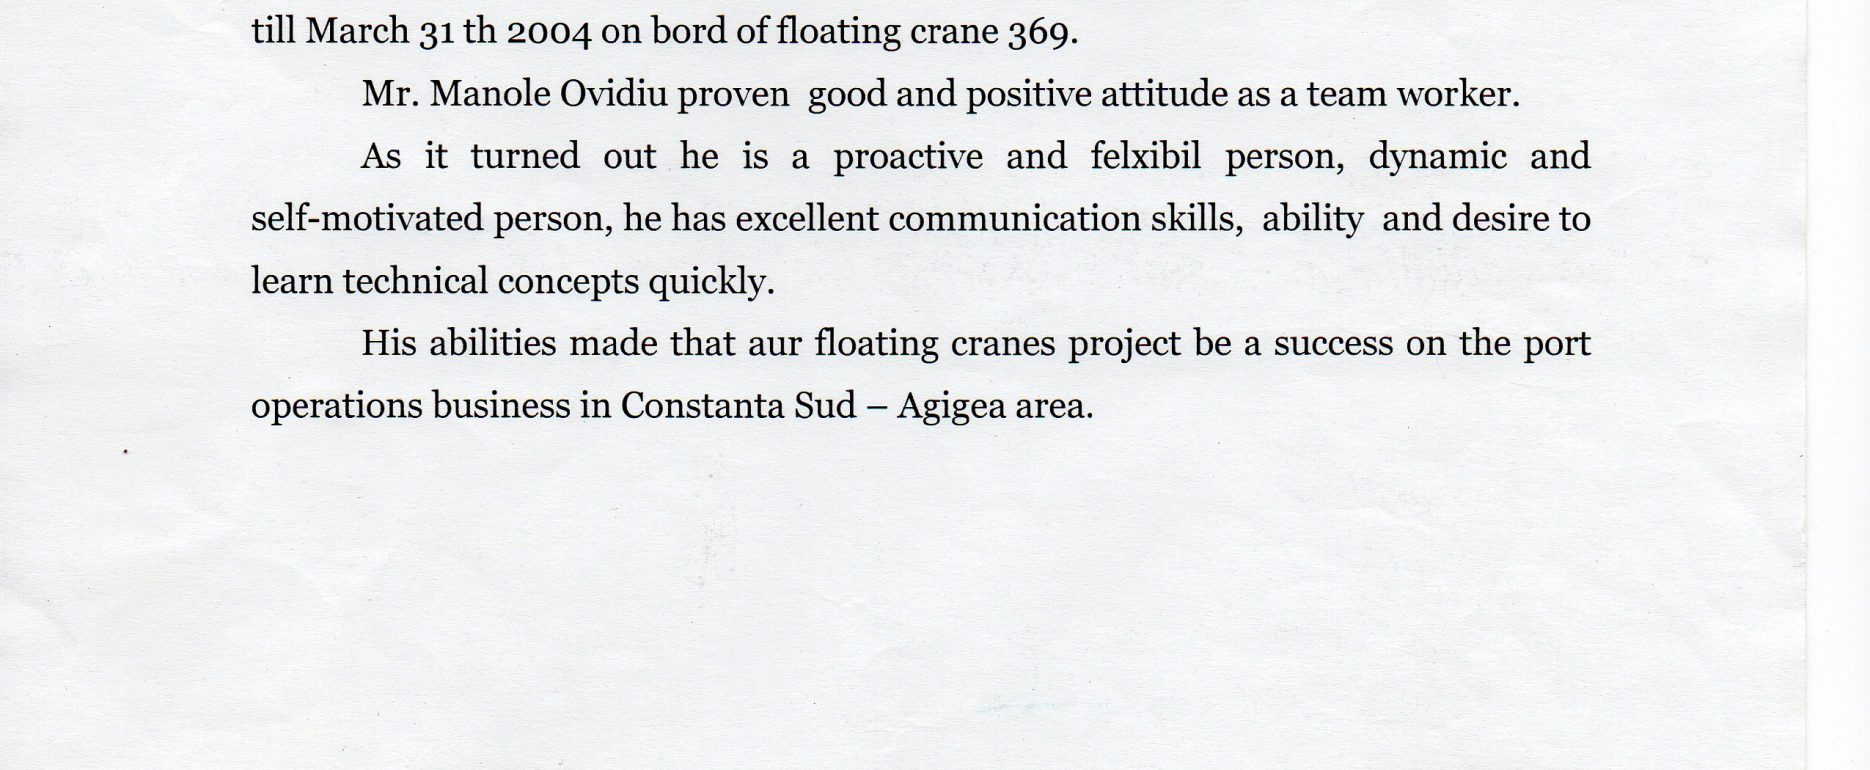 till March 31 th 2004 on bord of floating crane 369.
Mr. Manole Ovidiu proven  good and positive attitude as a team worker.
As it turned out he is a proactive and felxibil person, dynamic and
self-motivated person, he has excellent communication skills,  ability  and desire to
learn technical concepts quickly.
His abilities made that aur floating cranes project be a success on the port
operations business in Constanta Sud – Agigea area.